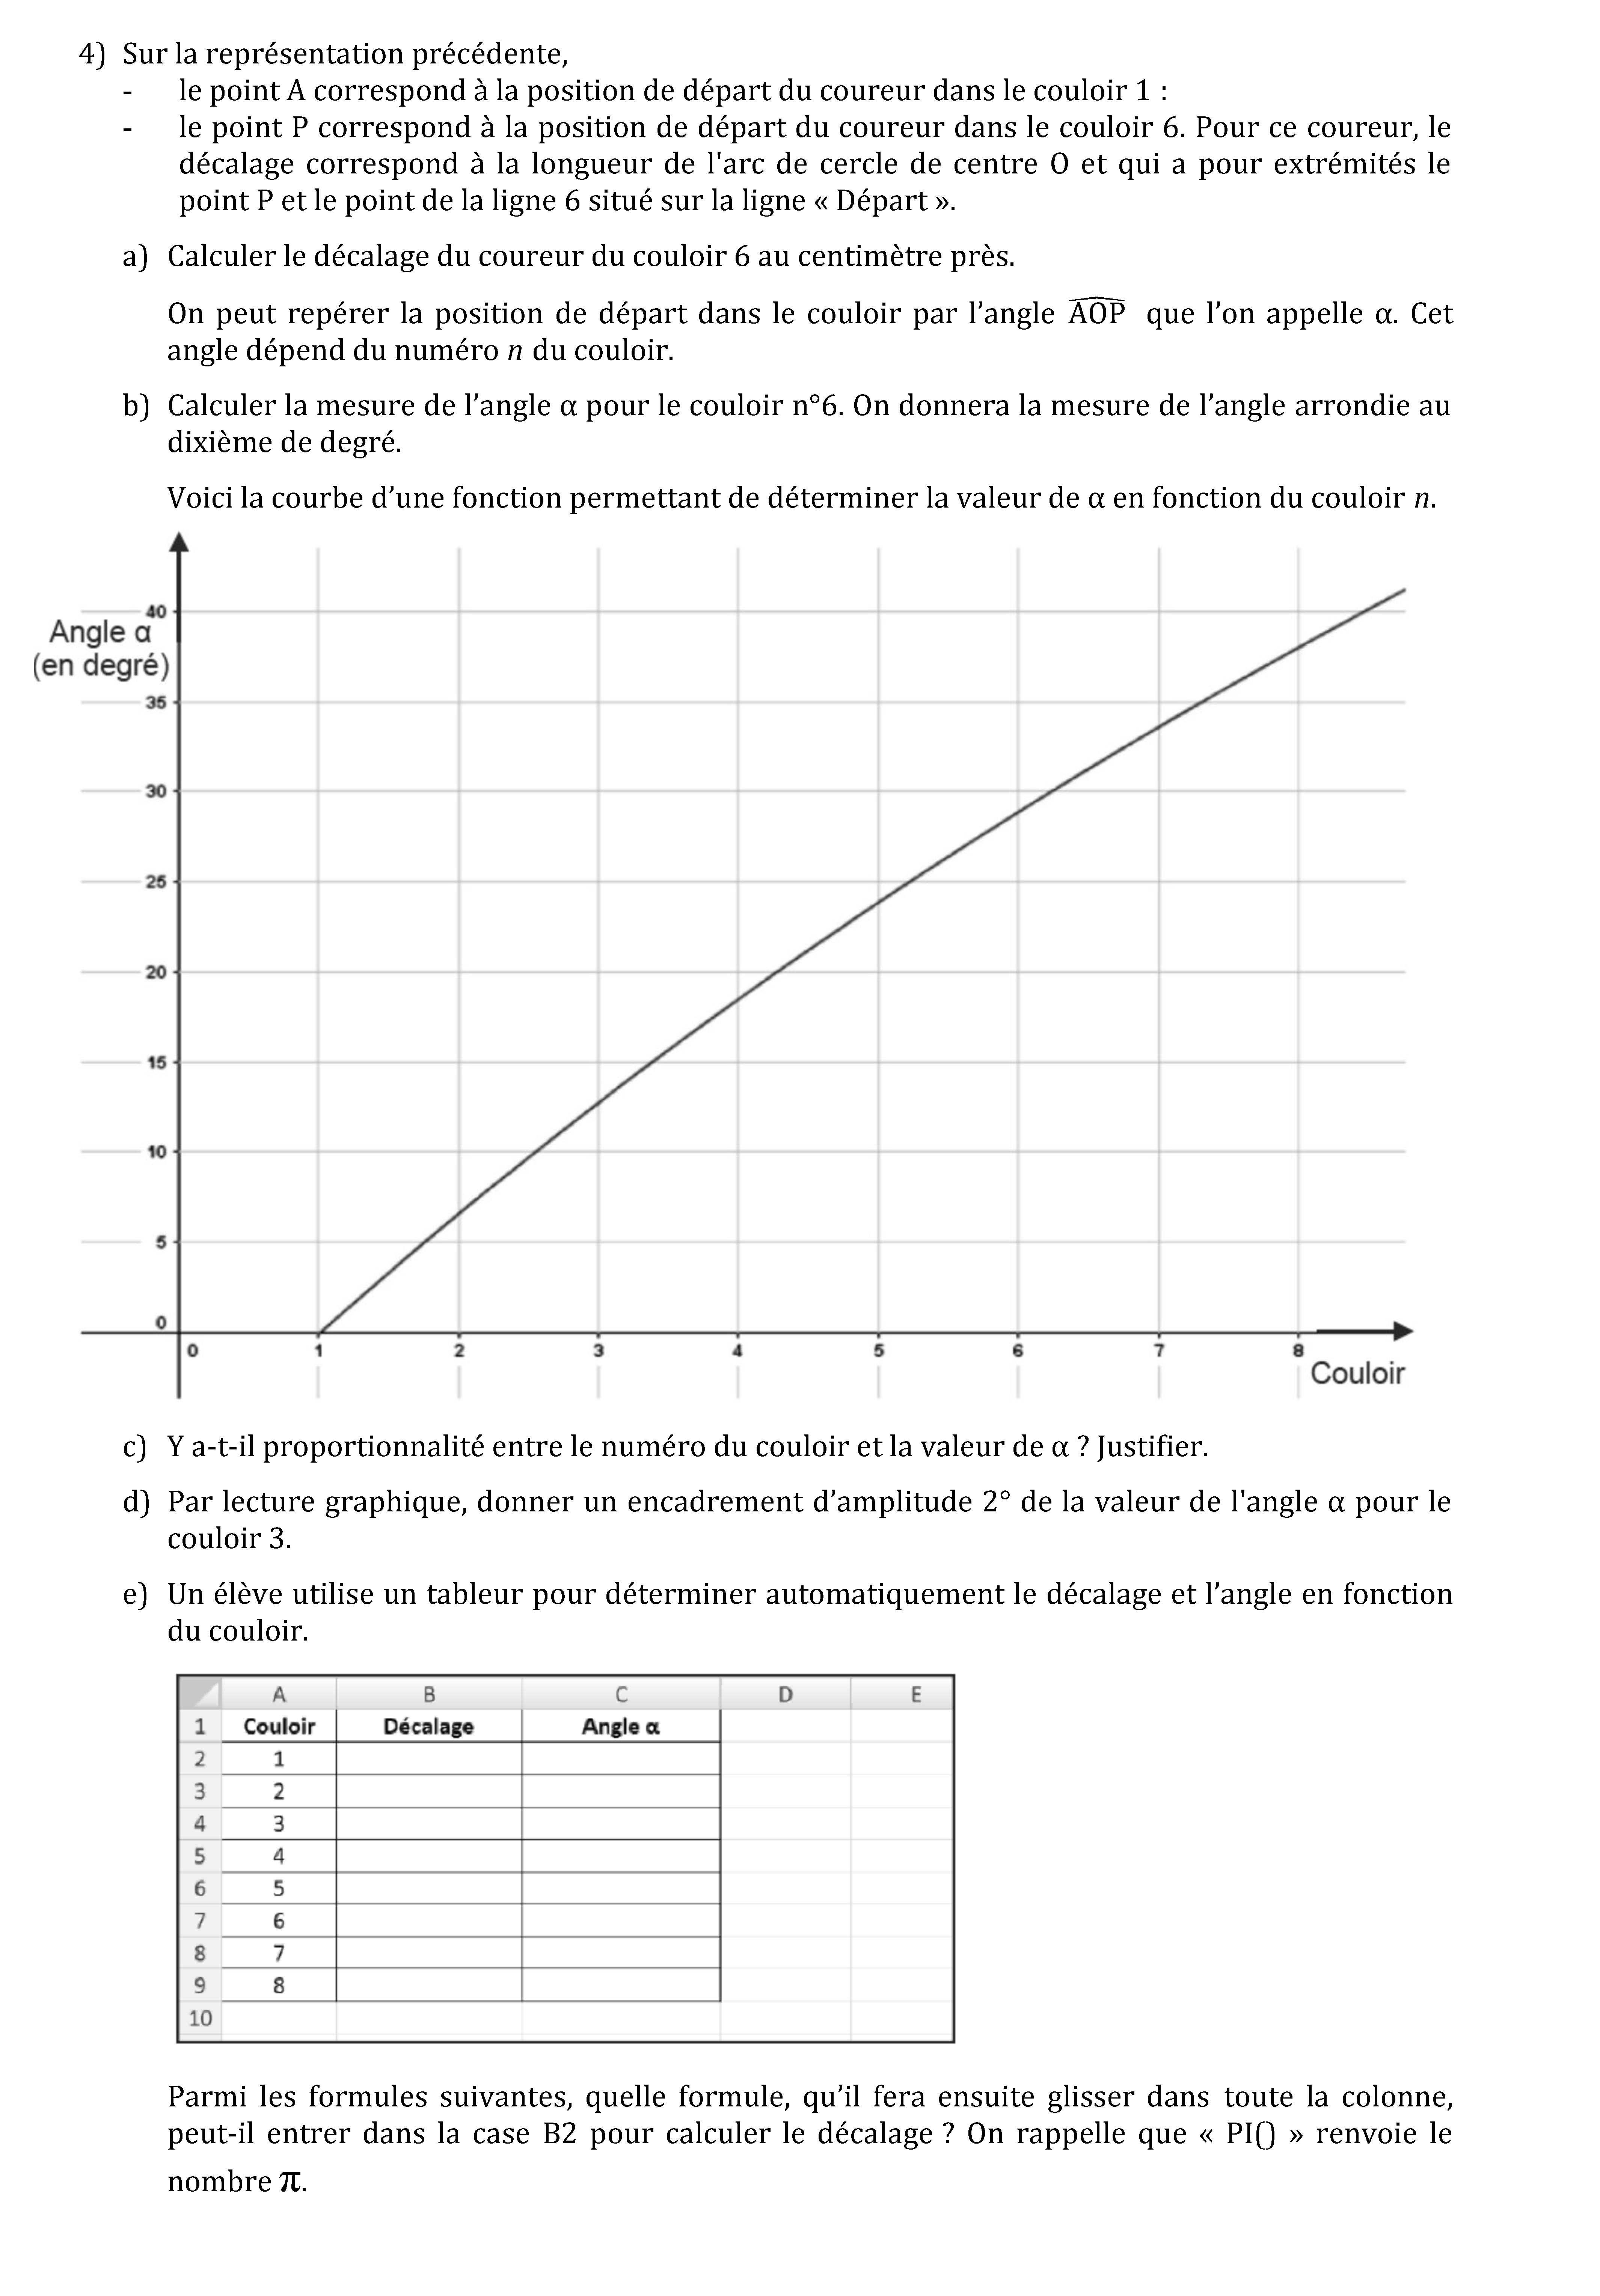 4) Sur la représentation précédente,
- le point A correspond à la position de départ du coureur dans le couloir 1 :
- le point P correspond à la position de départ du coureur dans le couloir 6. Pour ce coureur, le
décalage correspond à la longueur de l'arc de cercle de centre O et qui a pour extrémités le
point P et le point de la ligne 6 situé sur la ligne « Départ ».
a) Calculer le décalage du coureur du couloir 6 au centimètre près.
On peut repérer la position de départ dans le couloir par l’angle AOP que l’on appelle α. Cet
angle dépend du numéro n du couloir.
b) Calculer la mesure de l’angle α pour le couloir n°6. On donnera la mesure de l’angle arrondie au
dixième de degré.
Voici la courbe d’une fonction permettant de déterminer la valeur de α en fonction du couloir n.
40
Angle α
(en degré)
35
30
25
20
15
10
5
0
0 1 2 3 4 5 6 7 8
Couloir
c) Y a-t-il proportionnalité entre le numéro du couloir et la valeur de α ? Justifier.
d) Par lecture graphique, donner un encadrement d’amplitude 2° de la valeur de l'angle α pour le
couloir 3.
e) Un élève utilise un tableur pour déterminer automatiquement le décalage et l’angle en fonction
du couloir.
A B C D E
1 Couloir Décalage Angle α
2 1
3 2
4 3
5 4
6 5
7 6
8 7
9 8
10
Parmi les formules suivantes, quelle formule, qu’il fera ensuite glisser dans toute la colonne,
peut-il entrer dans la case B2 pour calculer le décalage ? On rappelle que « PI() » renvoie le
nombre π.